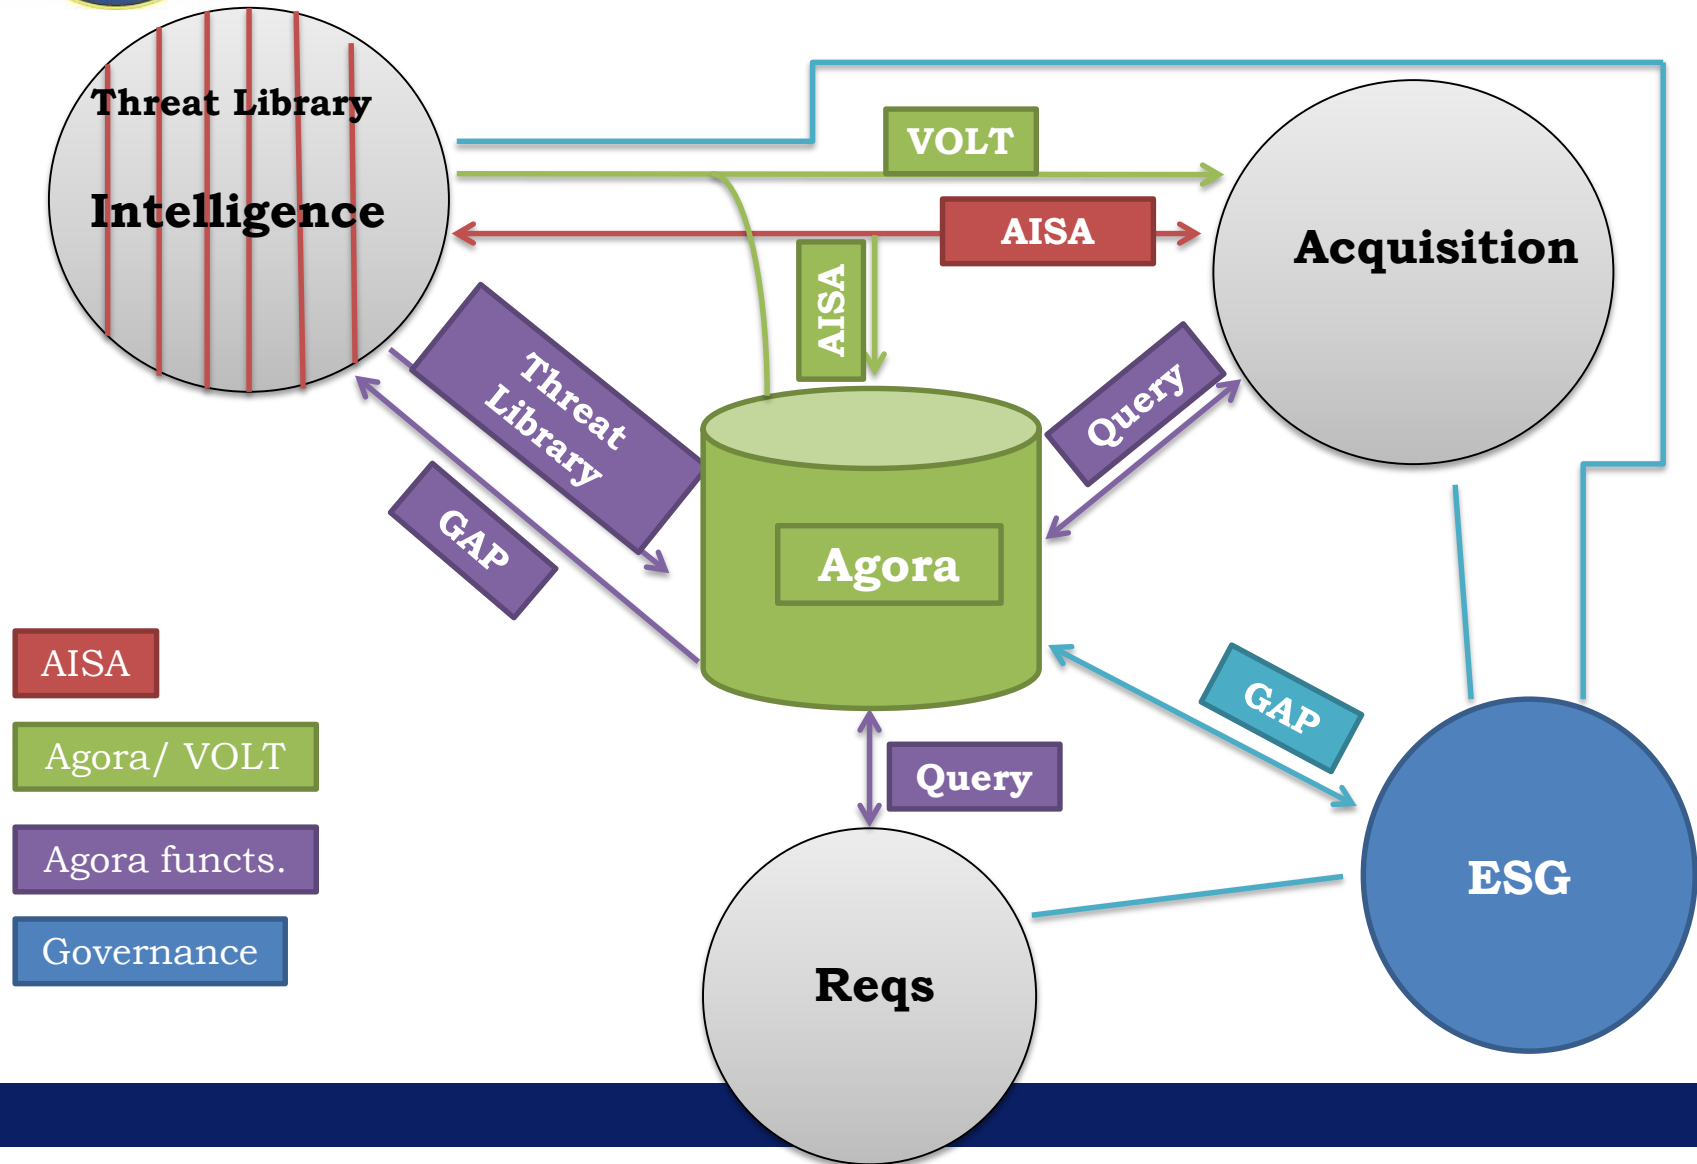 Threat Library
Intelligence
VOLT
AISA
Acquisition
AISA
Threat
Library
Query
GAP
Agora
AISA
Agora/ VOLT
Agora functs.
Governance
GAP
Query
ESG
Reqs